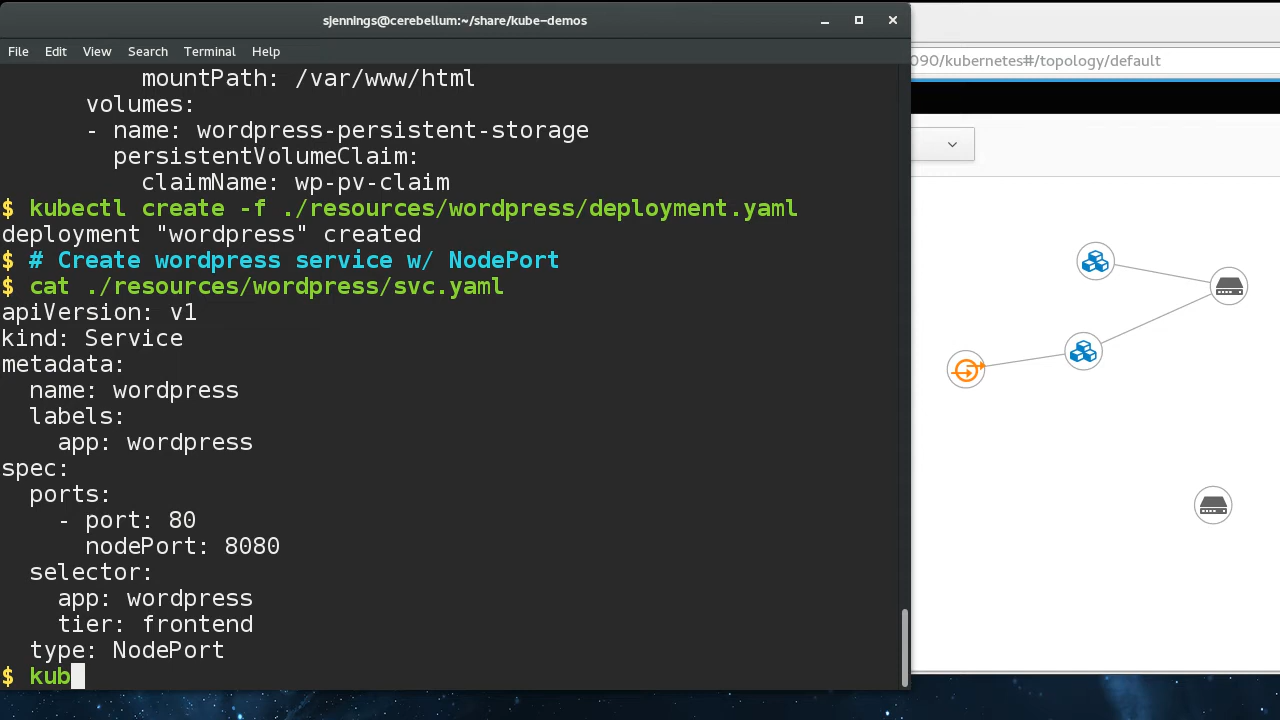 sjennings@cerebellum:~/share/kube-demos
File Edit View Search Terminal Help
mountPath: /var/www/html
volumes:
- name: wordpress-persistent-storage
persistentVolumeClaim:
claimName: wp-pv-claim
$ kubectl create -f ./resources/wordpress/deployment.yaml
deployment "wordpress" created
$ # Create wordpress service w/ NodePort
$ cat ./resources/wordpress/svc.yaml
apiVersion: v1
kind: Service
metadata:
name: wordpress
labels:
app: wordpress
spec:
ports:
- port: 80
nodePort: 8080
selector:
app: wordpress
tier: frontend
type: NodePort
$ kub
090/kubernetes#/topology/default